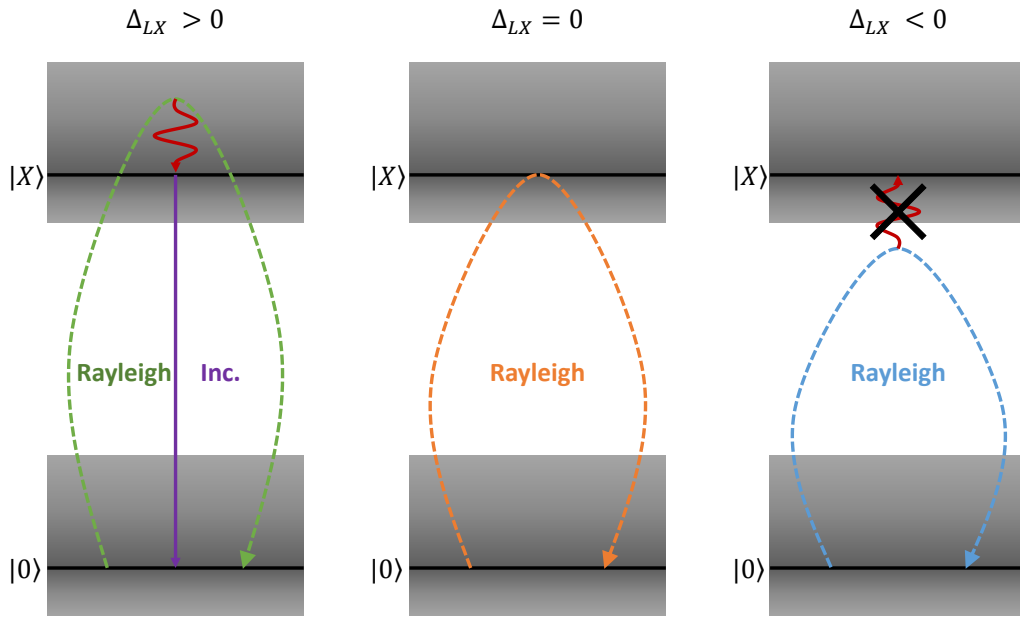 Δ_LX > 0
Δ_LX = 0
Δ_LX < 0
|X⟩
|X⟩
|X⟩
Rayleigh
Inc.
Rayleigh
Rayleigh
|0⟩
|0⟩
|0⟩